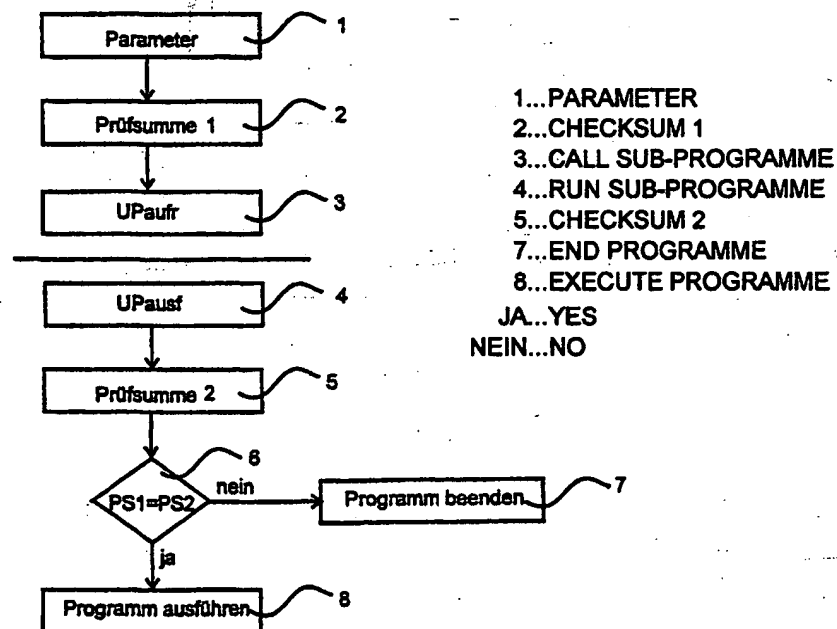 Parameter
1
Prüfsumme 1
2
UPaufr
3
UPausf
4
Prüfsumme 2
5
6
PS1=PS2
nein
Programm beenden
7
ja
Programm ausführen
8
1...PARAMETER
2...CHECKSUM 1
3...CALL SUB-PROGRAMME
4...RUN SUB-PROGRAMME
5...CHECKSUM 2
7...END PROGRAMME
8...EXECUTE PROGRAMME
JA...YES
NEIN...NO